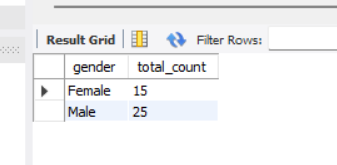 Result Grid Filter Rows:
gender total_count
Female 15
Male 25